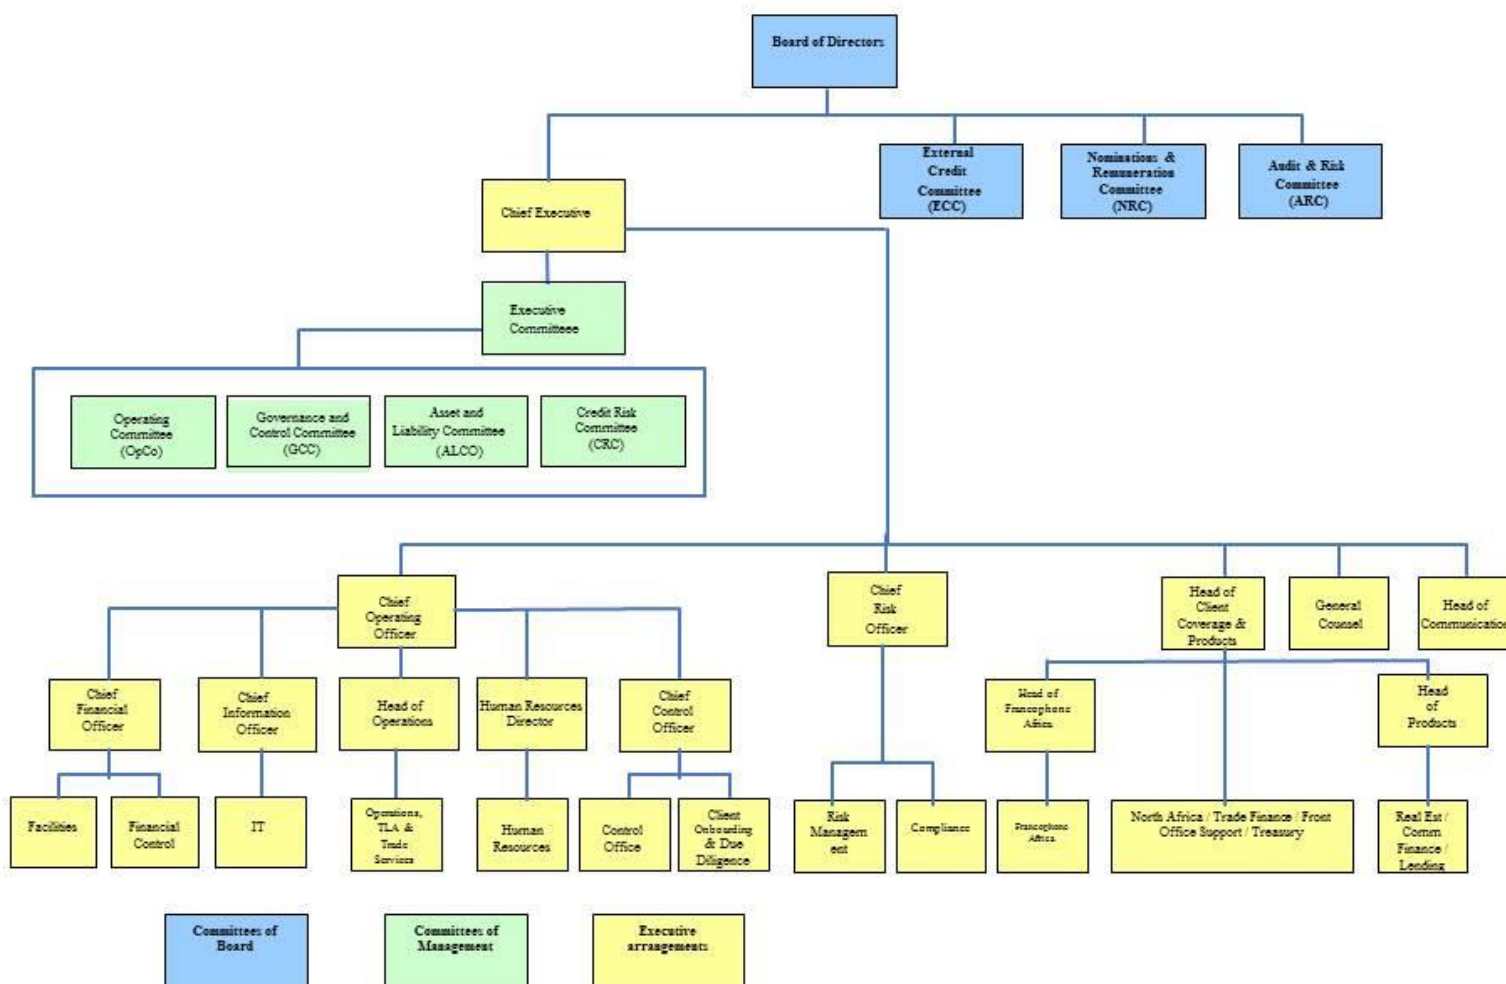 Board of Directors
External
Credit
Committee
(ECC)
Nominations &
Remuneration
Committee
(NRC)
Audit & Risk
Committee
(ARC)
Chief Executive
Executive
Committeee
Operating
Committee
(OpCo)
Governance and
Control Committee
(GCC)
Asset and
Liability Committee
(ALCO)
Credit Risk
Committee
(CRC)
Chief
Operating
Officer
Chief
Risk
Officer
Head of
Client
Coverage &
Products
General
Counsel
Head of
Communication
Chief
Financial
Officer
Chief
Information
Officer
Head of
Operations
Human Resources
Director
Chief
Control
Officer
Head of
Francophone
Africa
Head
of
Products
Facilities
Financial
Control
IT
Operations,
TLA &
Trade
Services
Human
Resources
Control
Office
Client
Onboarding
& Due
Diligence
Risk
Managem
ent
Compliance
Francophone
Africa
North Africa / Trade Finance / Front
Office Support / Treasury
Real Est /
Comm
Finance /
Lending
Committees of
Board
Committees of
Management
Executive
arrangements